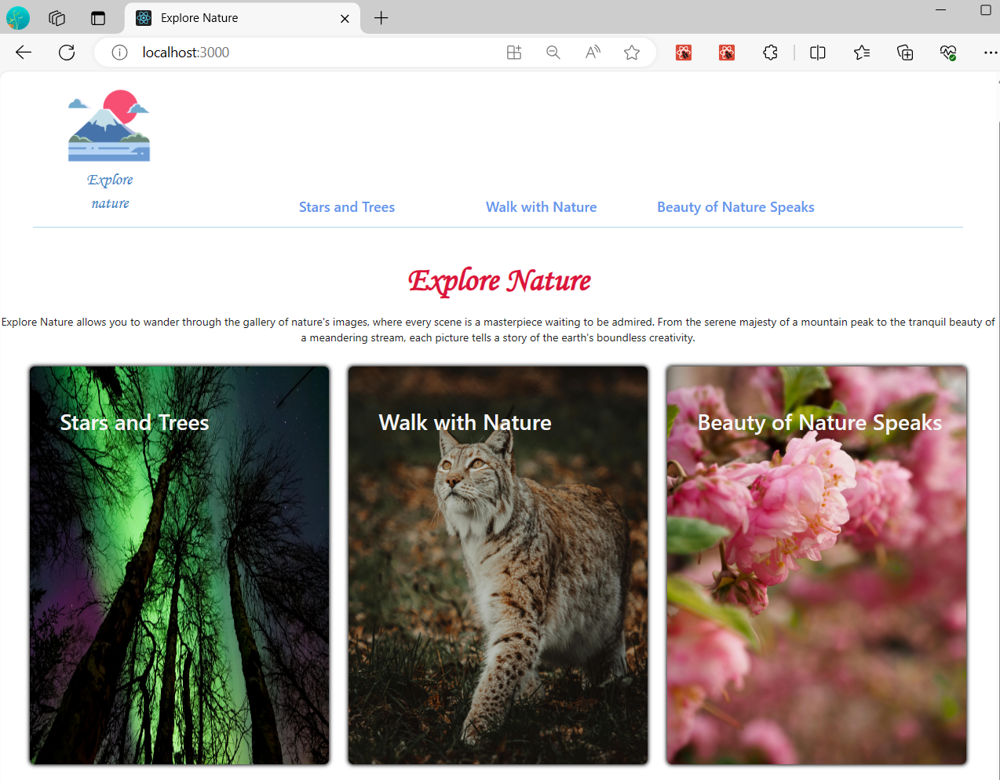 Explore Nature
localhost:3000
Explore
nature
Stars and Trees
Walk with Nature
Beauty of Nature Speaks
Explore Nature
Explore Nature allows you to wander through the gallery of nature's images, where every scene is a masterpiece waiting to be admired. From the serene majesty of a mountain peak to the tranquil beauty of
a meandering stream, each picture tells a story of the earth's boundless creativity.
Stars and Trees
Walk with Nature
Beauty of Nature Speaks